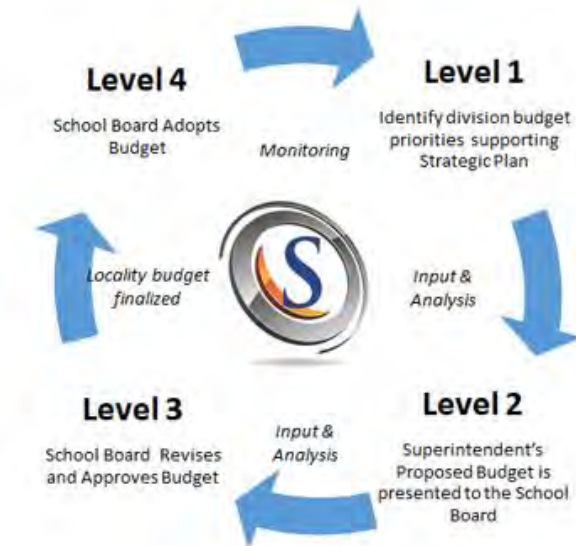 Level 4
School Board Adopts
Budget
Monitoring
Level 1
Identify division budget
priorities supporting
Strategic Plan
Locality budget
finalized
S
Input &
Analysis
Level 3
School Board Revises
and Approves Budget
Input &
Analysis
Level 2
Superintendent's
Proposed Budget is
presented to the School
Board